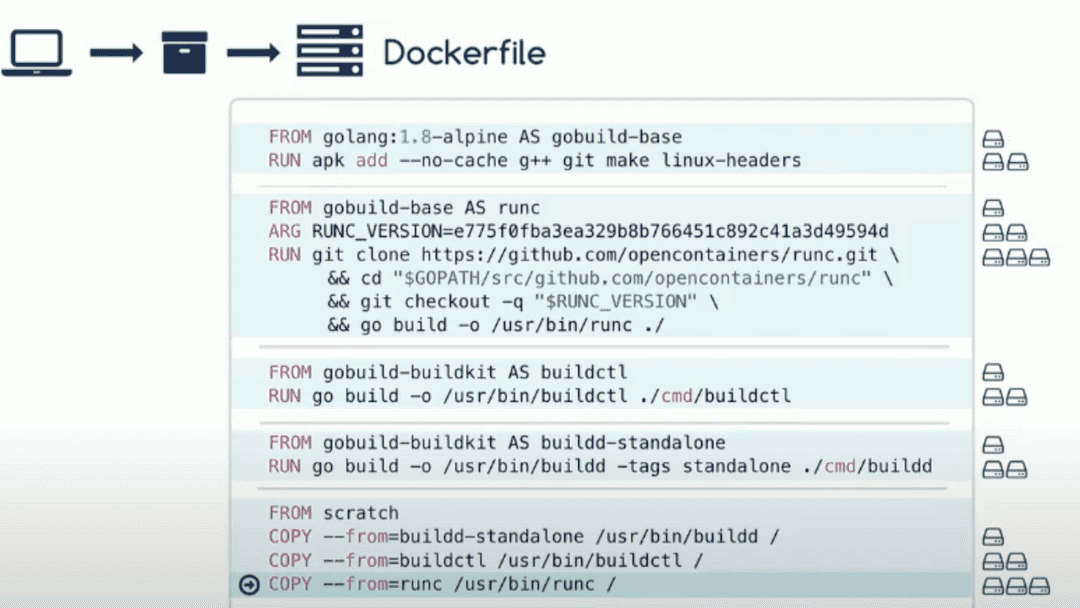 Dockerfile
FROM golang:1.8-alpine AS gobuild-base
RUN apk add --no-cache g++ git make linux-headers
FROM gobuild-base AS runc
ARG RUNC_VERSION=e775f0fba3ea329b8b766451c892c41a3d49594d
RUN git clone https://github.com/opencontainers/runc.git \
&& cd "$GOPATH/src/github.com/opencontainers/runc" \
&& git checkout -q "$RUNC_VERSION" \
&& go build -o /usr/bin/runc ./
FROM gobuild-buildkit AS buildctl
RUN go build -o /usr/bin/buildctl ./cmd/buildctl
FROM gobuild-buildkit AS buildd-standalone
RUN go build -o /usr/bin/buildd -tags standalone ./cmd/buildd
FROM scratch
COPY --from=buildd-standalone /usr/bin/buildd /
COPY --from=buildctl /usr/bin/buildctl /
COPY --from=runc /usr/bin/runc /